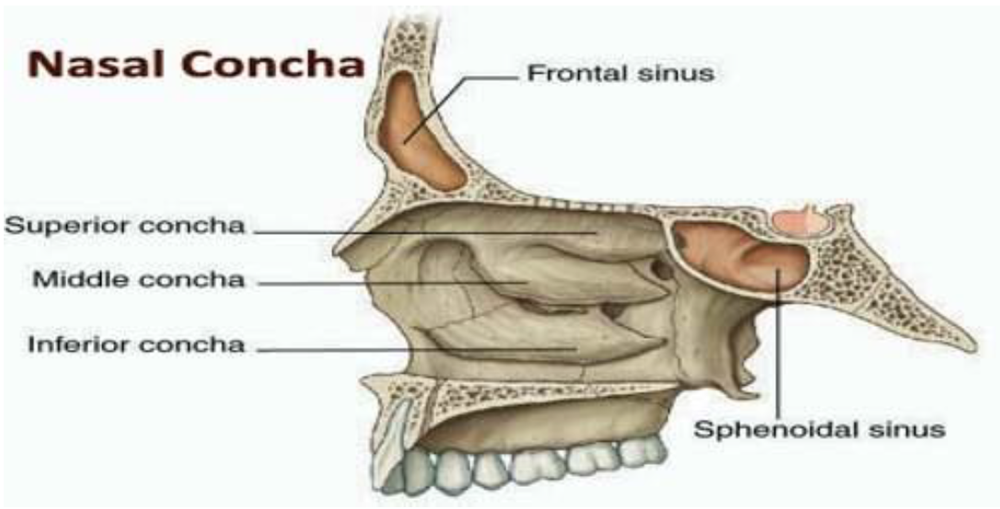 Nasal Concha
Frontal sinus
Superior concha
Middle concha
Inferior concha
Sphenoidal sinus